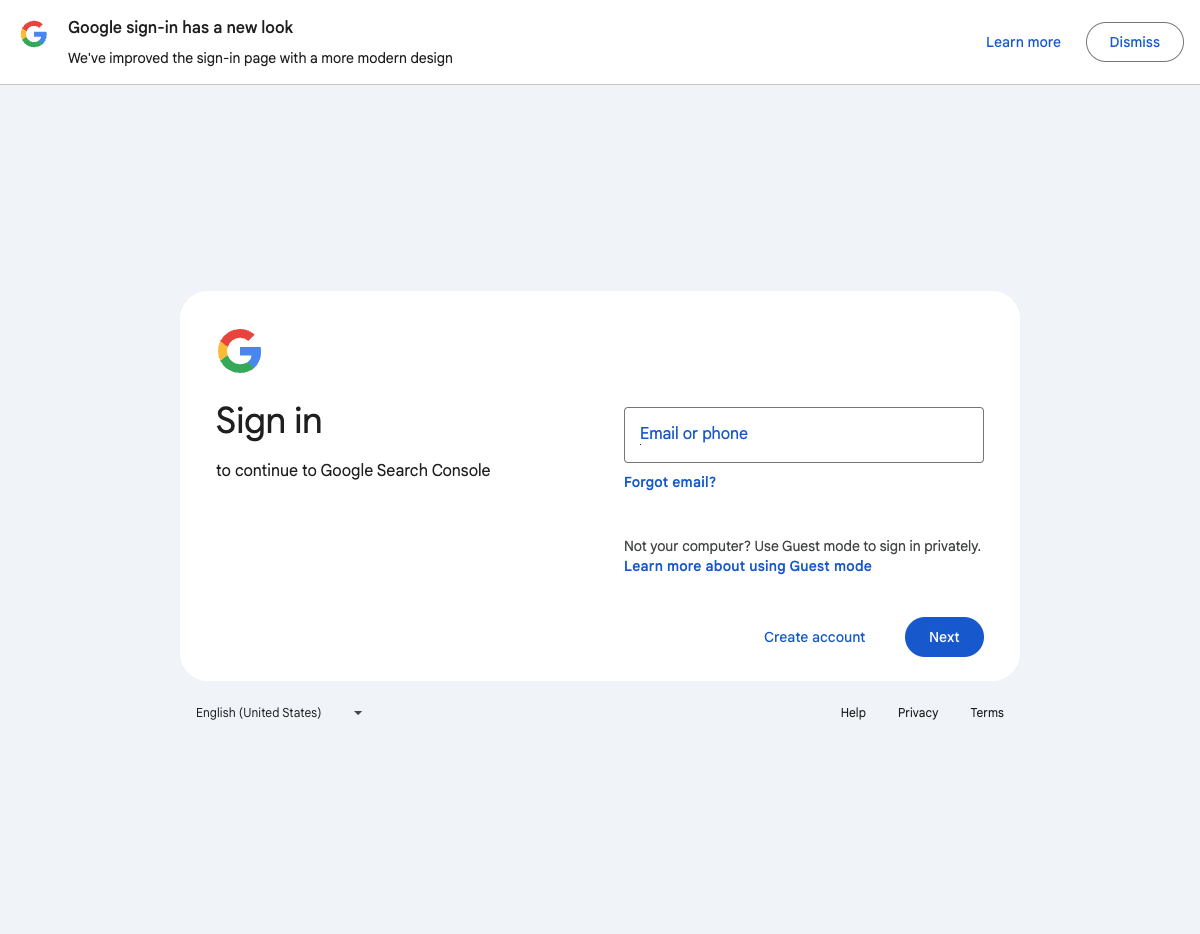 Google sign-in has a new look
We've improved the sign-in page with a more modern design
Learn more
Dismiss
Sign in
to continue to Google Search Console
Email or phone
Forgot email?
Not your computer? Use Guest mode to sign in privately.
Learn more about using Guest mode
Create account
Next
English (United States)
Help
Privacy
Terms